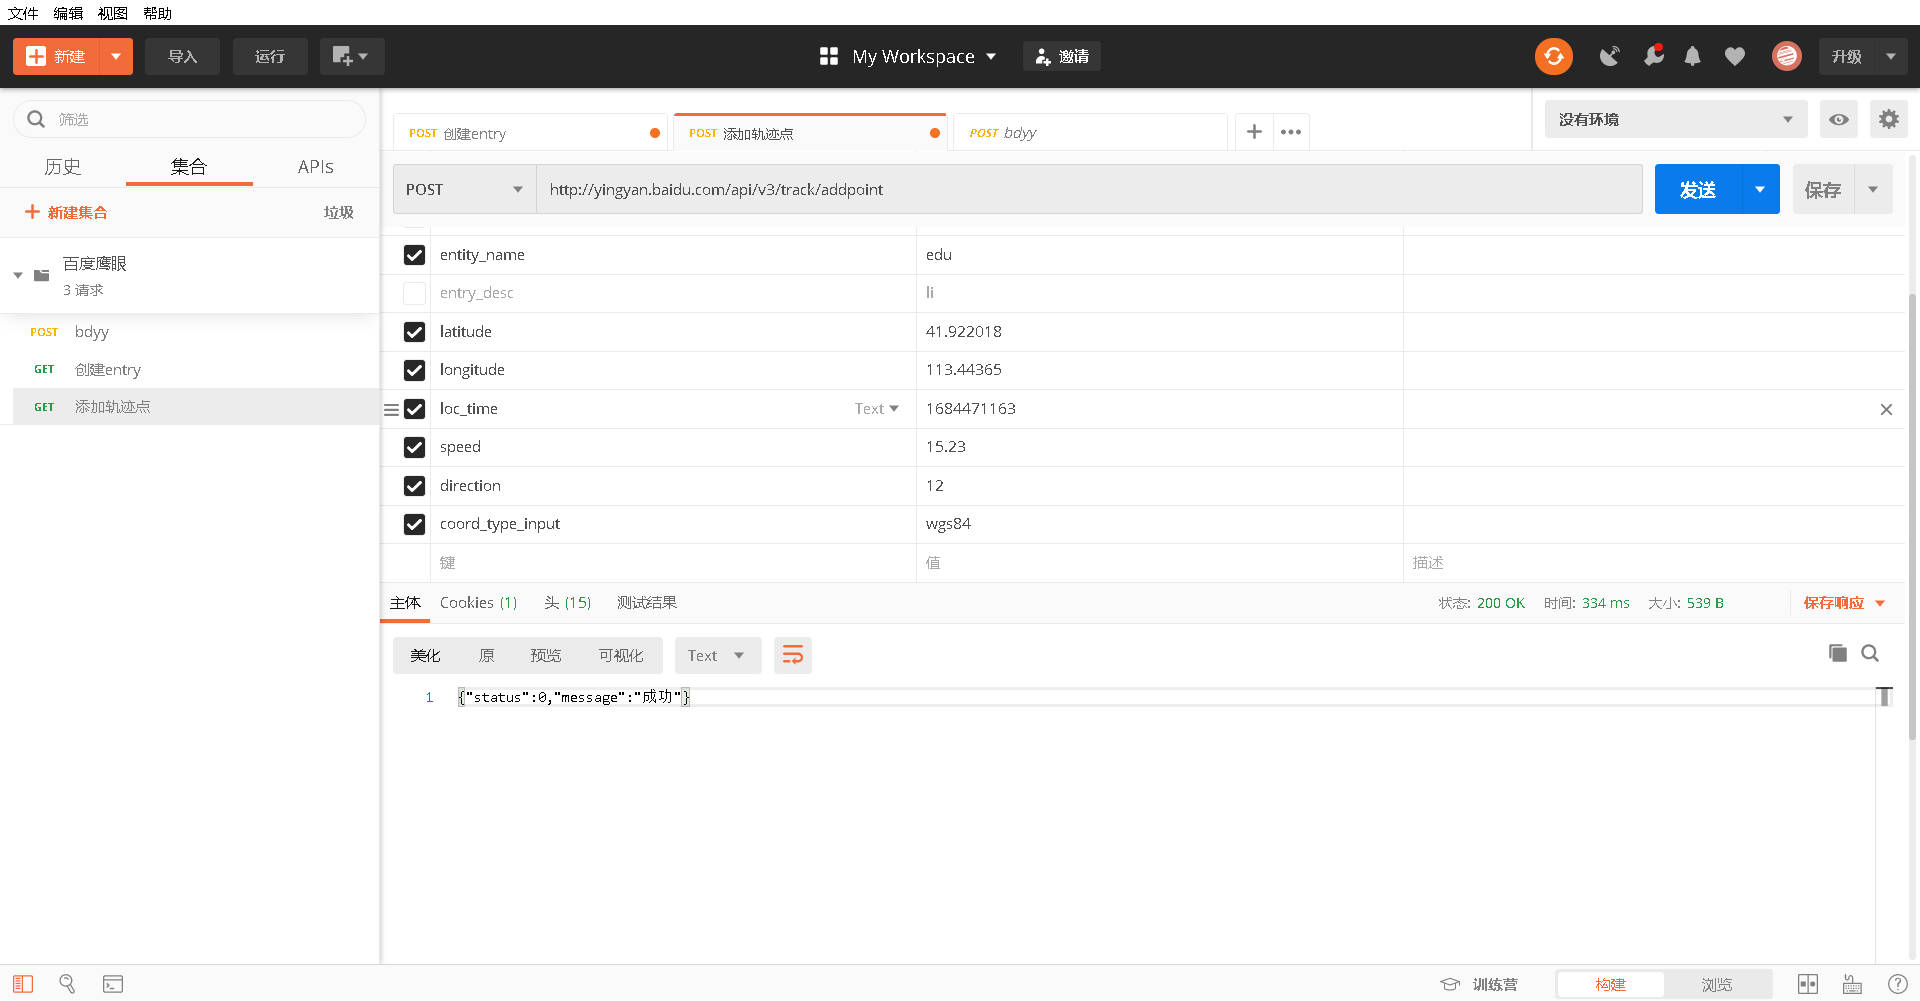 文件 编辑 视图 帮助
新建 导入 运行 My Workspace 邀请 升级
筛选
历史 集合 APIs
新建集合 垃圾
百度鹰眼
3 请求
POST bdyy
GET 创建entry
GET 添加轨迹点
POST 创建entry POST 添加轨迹点 POST bdyy
没有环境
POST http://yingyan.baidu.com/api/v3/track/addpoint 发送 保存
entity_name edu
entry_desc li
latitude 41.922018
longitude 113.44365
loc_time Text 1684471163
speed 15.23
direction 12
coord_type_input wgs84
键 值 描述
主体 Cookies (1) 头 (15) 测试结果 状态: 200 OK 时间: 334 ms 大小: 539 B 保存响应
美化 原 预览 可视化 Text
1 {"status":0,"message":"成功"}
训练营 构建 浏览